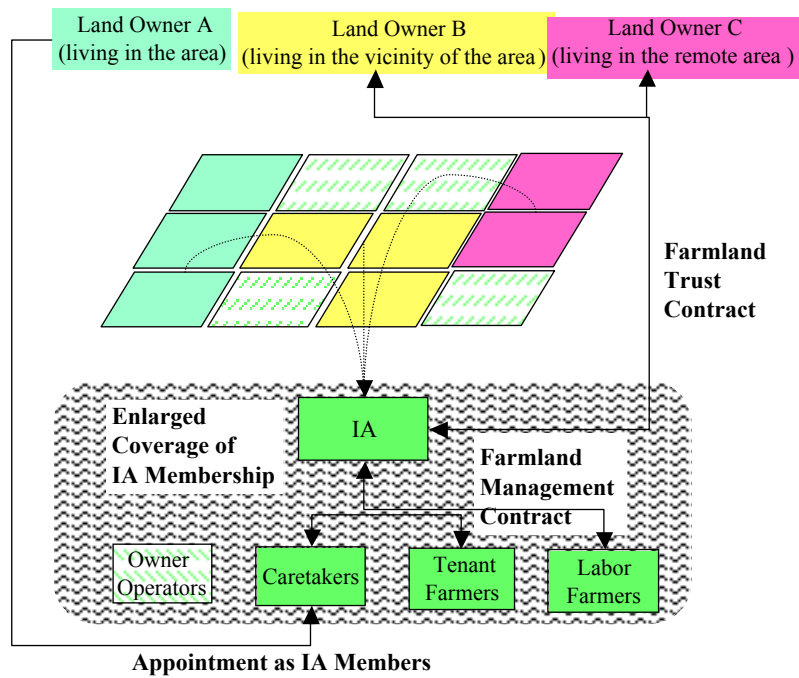 Land Owner A
(living in the area)
Land Owner B
(living in the vicinity of the area )
Land Owner C
(living in the remote area )
Farmland
Trust
Contract
Enlarged
Coverage of
IA Membership
IA
Farmland
Management
Contract
Owner
Operators
Caretakers
Tenant
Farmers
Labor
Farmers
Appointment as IA Members